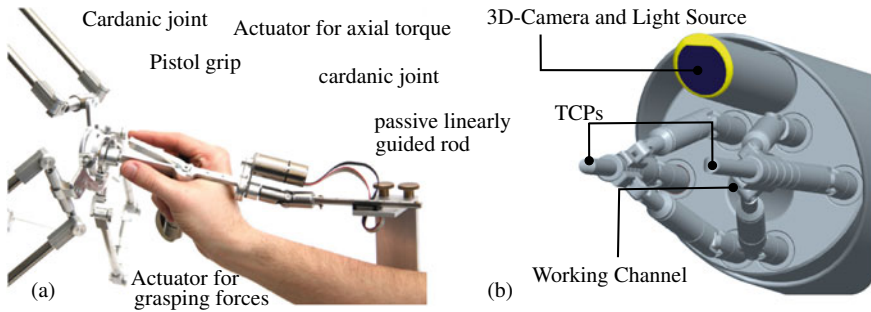 Cardanic joint
Actuator for axial torque
Pistol grip
cardanic joint
passive linearly
guided rod
Actuator for
grasping forces
(a)
3D-Camera and Light Source
TCPs
Working Channel
(b)